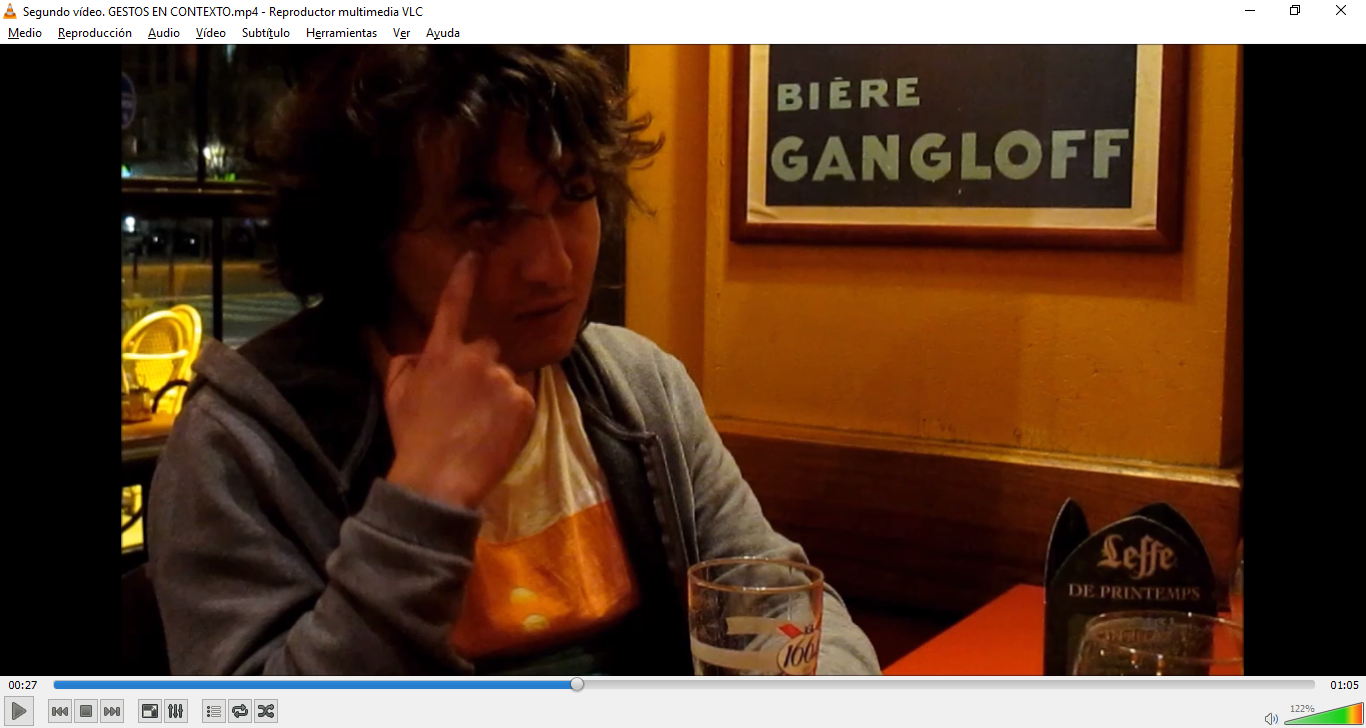 Segundo vídeo. GESTOS EN CONTEXTO.mp4 - Reproductor multimedia VLC
Medio Reproducción Audio Vídeo Subtítulo Herramientas Ver Ayuda
BIÈRE
GANGLOFF
Leffe
DE PRINTEMPS
1664
00:27
01:05
122%